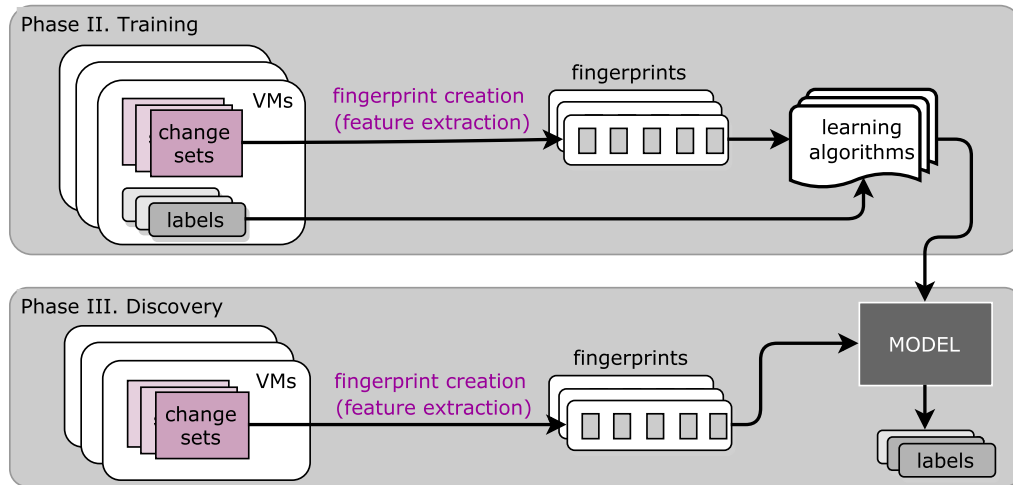 Phase II. Training
VMs
change
sets
labels
fingerprint creation
(feature extraction)
fingerprints
learning
algorithms
Phase III. Discovery
VMs
change
sets
fingerprint creation
(feature extraction)
fingerprints
MODEL
labels